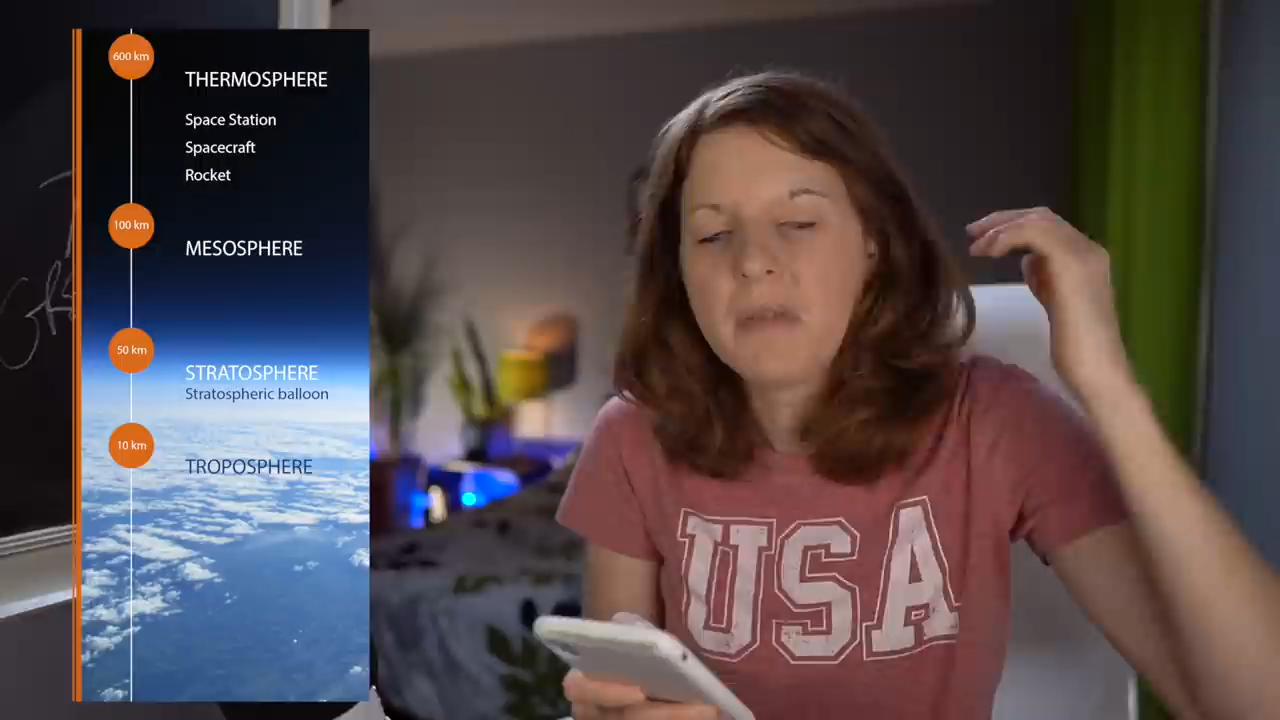 600 km
THERMOSPHERE
Space Station
Spacecraft
Rocket
100 km
MESOSPHERE
50 km
STRATOSPHERE
Stratospheric balloon
10 km
TROPOSPHERE
USA